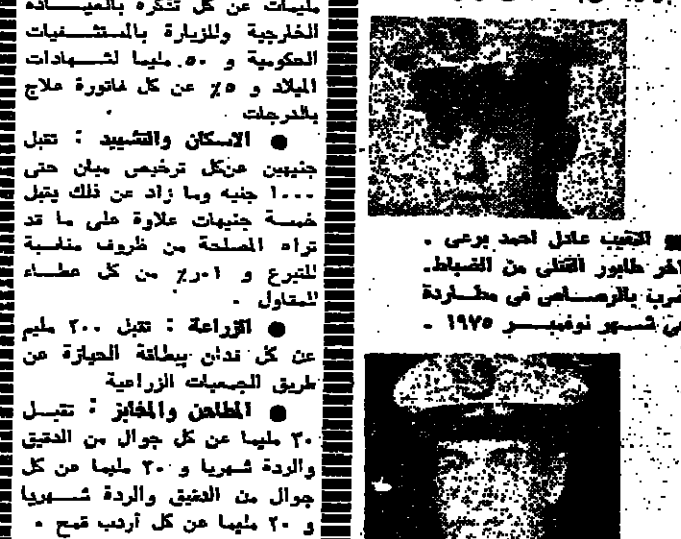 مليمات عن كل تذكرة بالعيادة
الخارجية وللزيارة بالمستشفيات
الحكومية و ٥٠ مليما لشهادات
الميلاد و ٥٪ عن كل فاتورة علاج
بالدرجات .
● الاسكان والتشييد : تقبل
جنيهين عن كل ترخيص مبان حتى
١٠٠٠ جنيه وما زاد عن ذلك يقبل
خمسة جنيهات علاوة على ما قد
تراه المصلحة من ظروف مناسبة
للتبرع و ١٠ر٪ من كل عطاء
للمقاول .
● الزراعة : تقبل ٢٠٠ مليم
عن كل فدان ببطاقة الحيازة عن
طريق الجمعيات الزراعية
● المطاحن والمخابز : تقبل
٣٠ مليما عن كل جوال من الدقيق
والردة شهريا و ٢٠ مليما عن كل
جوال من الدقيق والردة شهريا
و ٢٠ مليما عن كل أردب قمح .
النقيب عادل احمد برعى .
آخر طابور القتلى من الضباط.
ضربة بالرصاص فى مطاردة
فى شهر نوفمبر ١٩٧٥ .